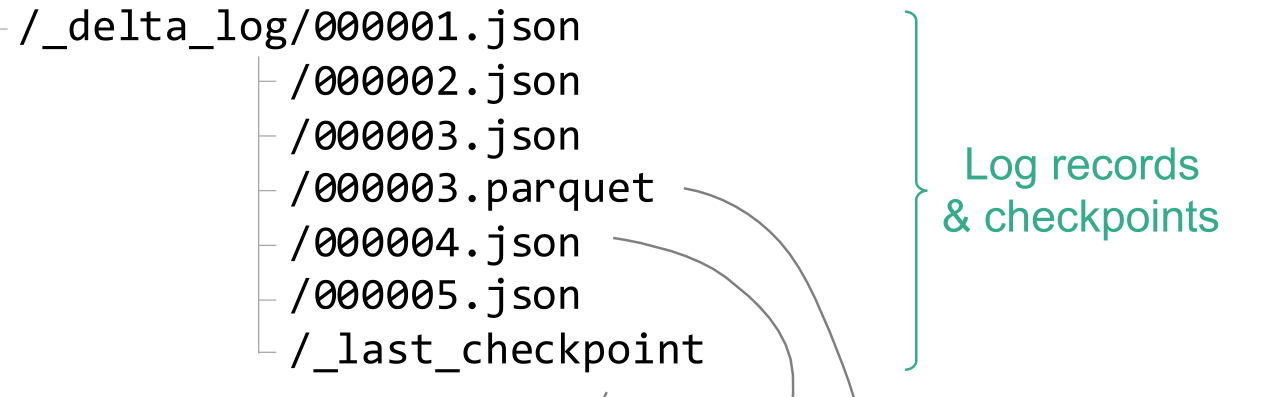 /_delta_log/000001.json
/000002.json
/000003.json
/000003.parquet
/000004.json
/000005.json
/_last_checkpoint
Log records
& checkpoints